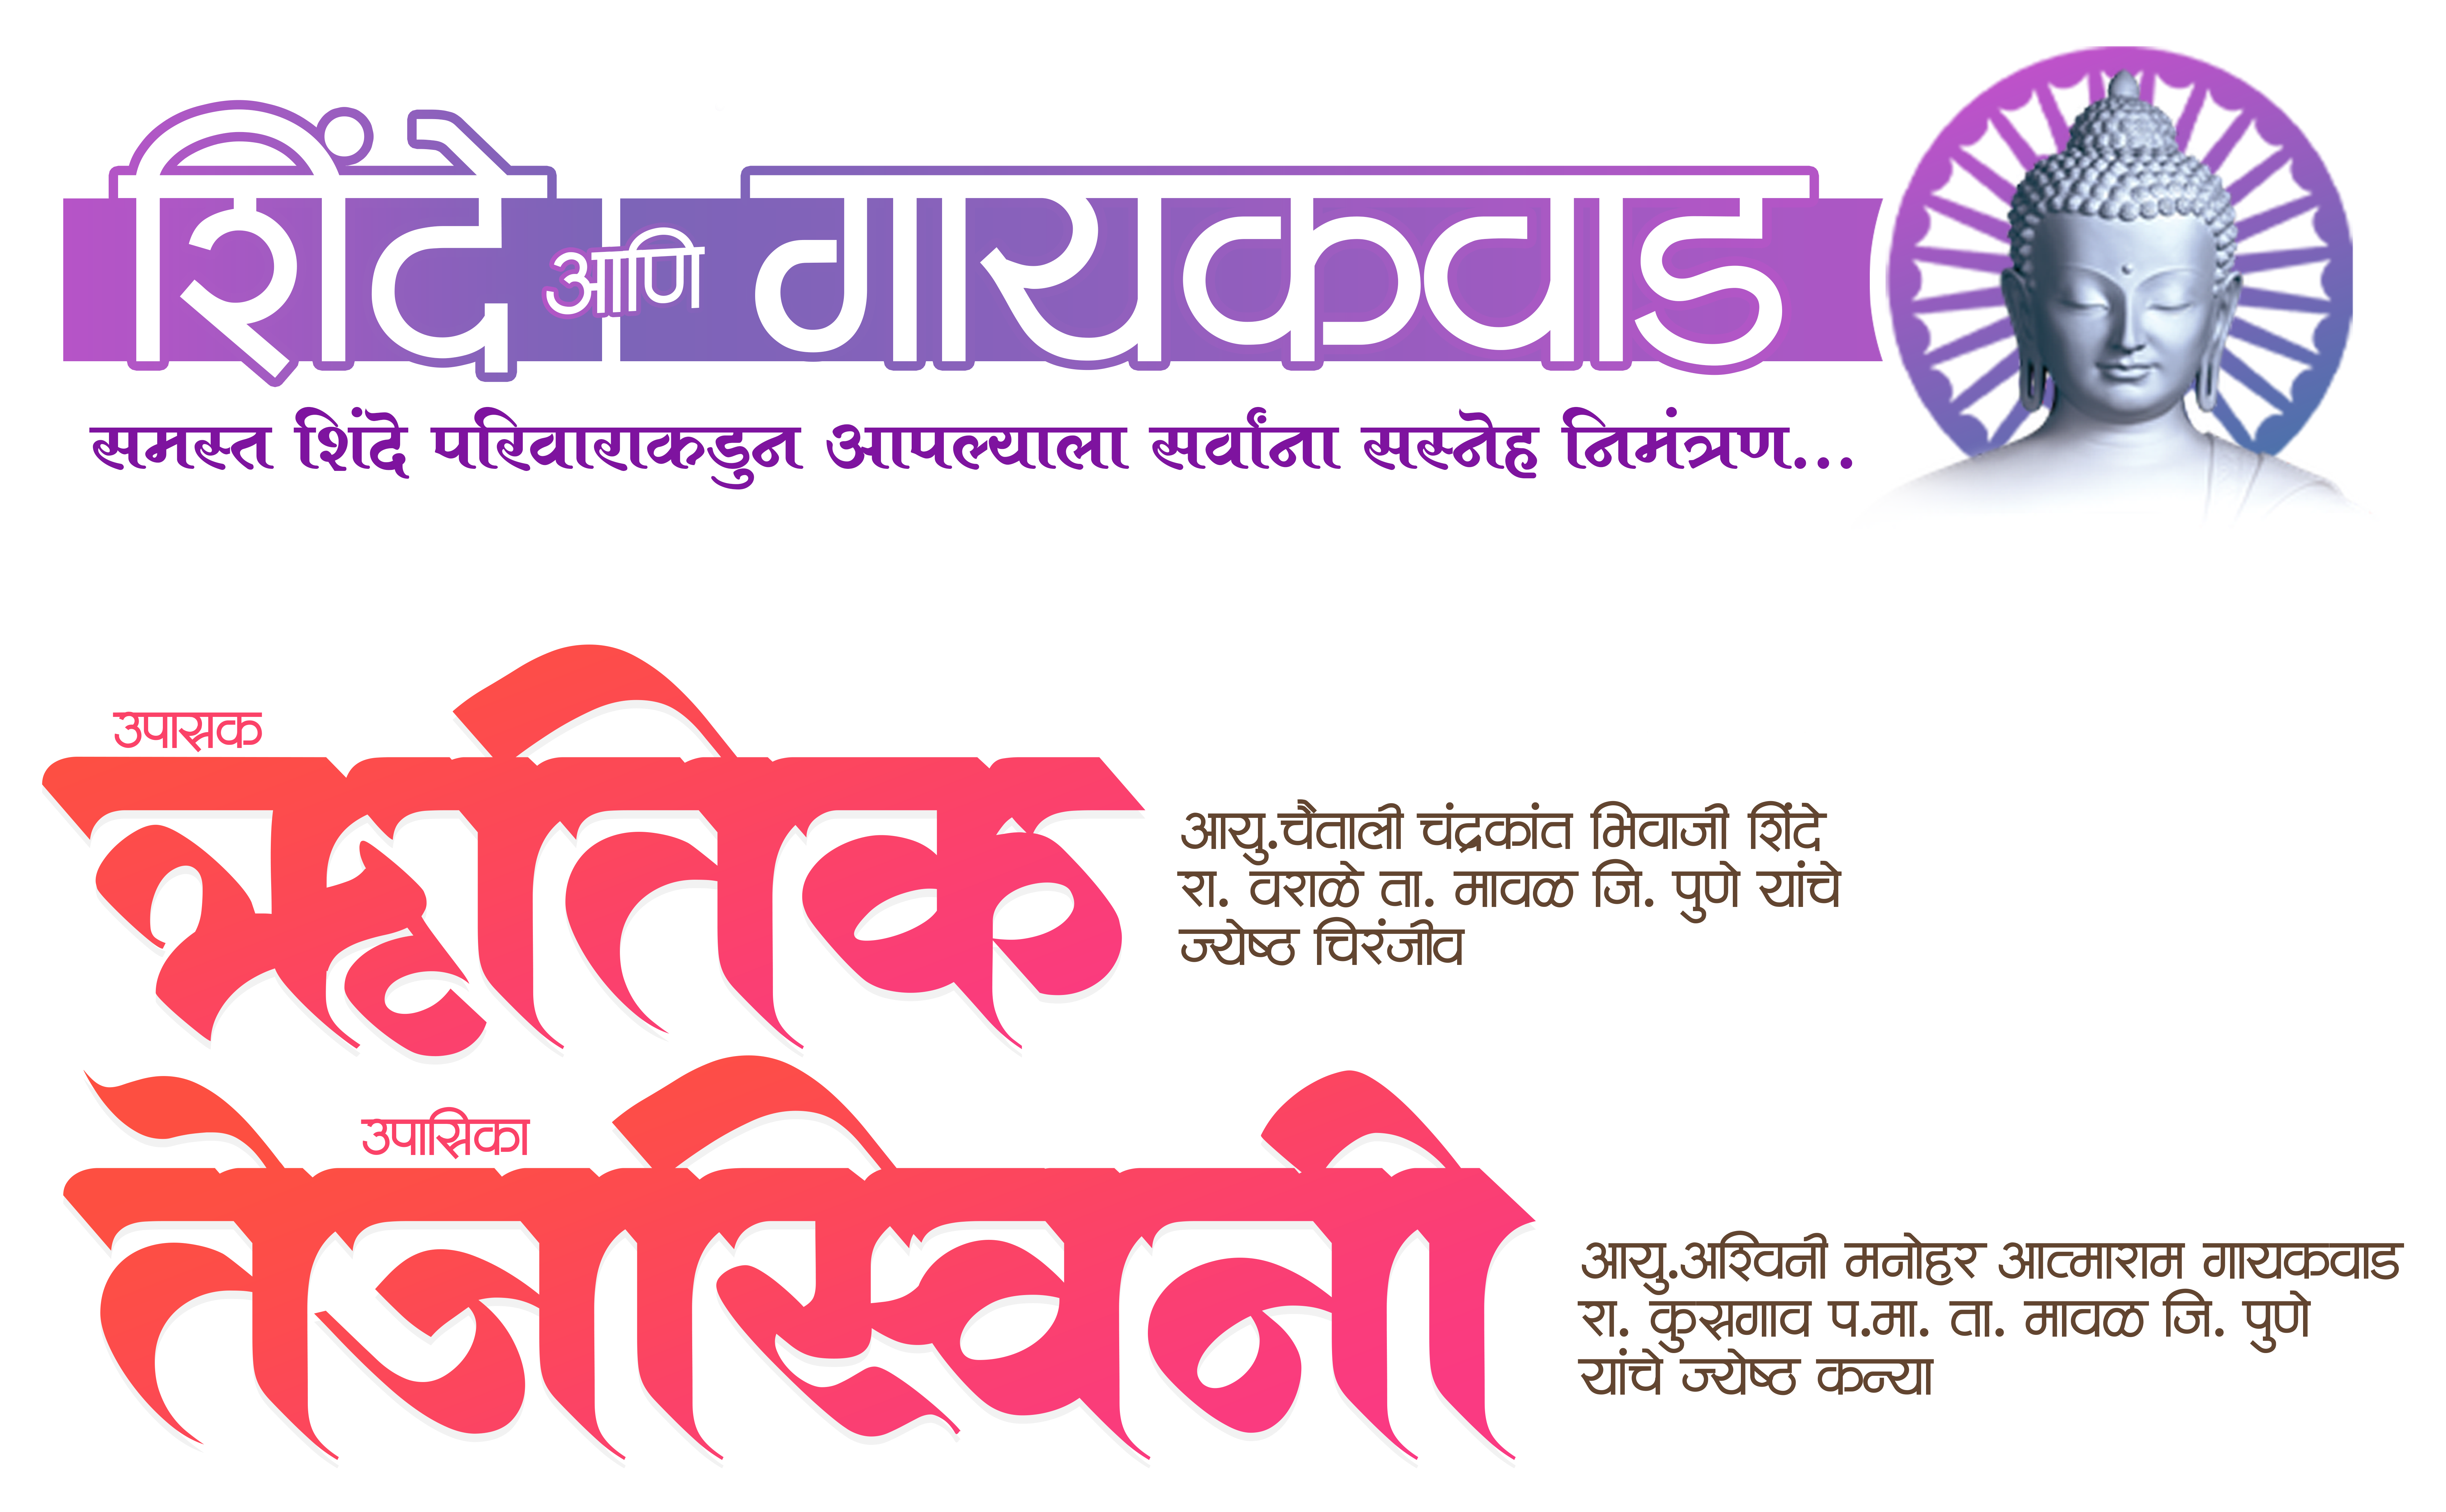 शिंदे आणि गायकवाड
समस्त शिंदे परिवाराकडुन आपल्याला सर्वांना सस्नेह निमंत्रण...
उपासक
ऋतिक
आयु.चैताली चंद्रकांत भिवाजी शिंदे
रा. वराळे ता. मावळ जि. पुणे यांचे
ज्येष्ठ चिरंजीव
उपासिका
तेजस्विनी
आयु.अश्विनी मनोहर आत्माराम गायकवाड
रा. कुसगाव प.मा. ता. मावळ जि. पुणे
यांचे ज्येष्ठ कन्या